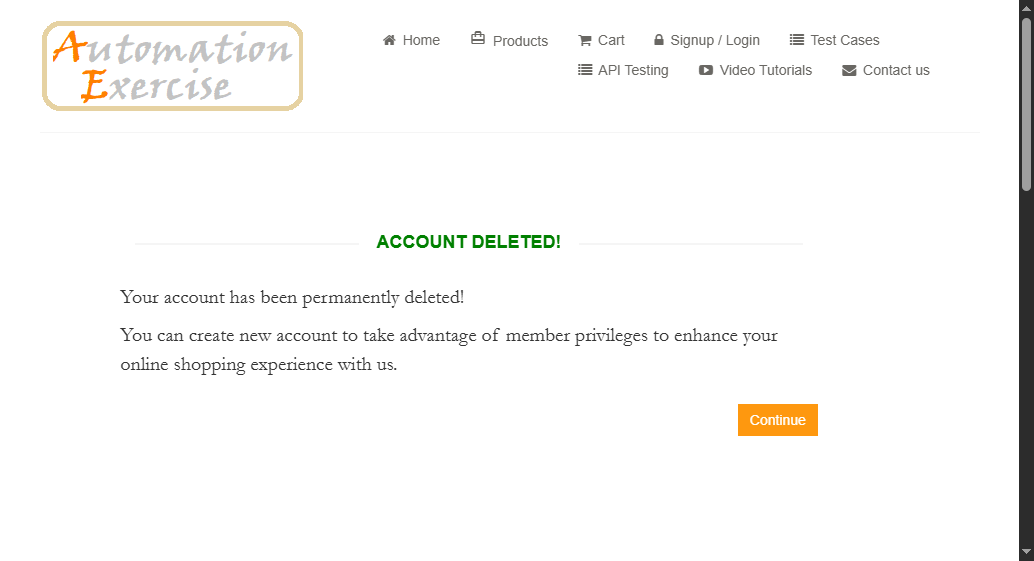 Automation
Exercise
Home Products Cart Signup / Login Test Cases
API Testing Video Tutorials Contact us
ACCOUNT DELETED!
Your account has been permanently deleted!
You can create new account to take advantage of member privileges to enhance your
online shopping experience with us.
Continue